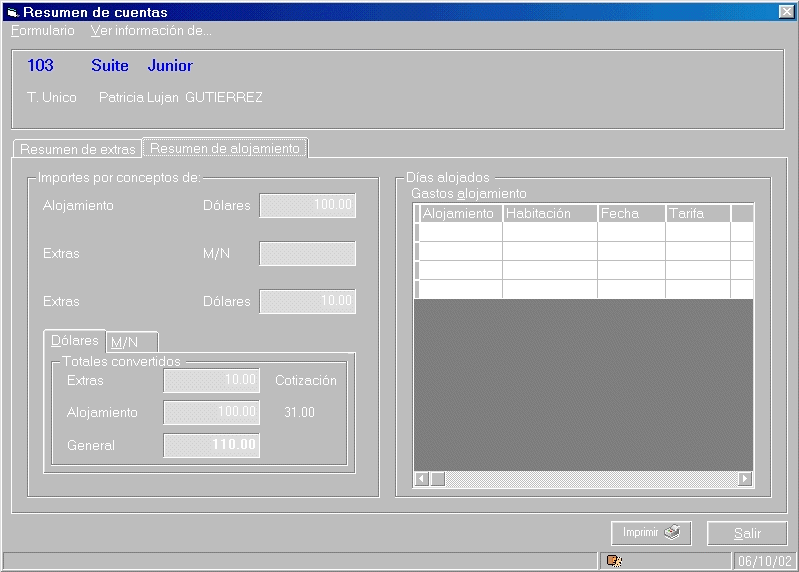 Resumen de cuentas
Formulario Ver información de...
103 Suite Junior
T. Unico Patricia Lujan GUTIERREZ
Resumen de extras Resumen de alojamiento
Importes por conceptos de:
Alojamiento Dólares 100.00
Extras M/N
Extras Dólares 10.00
Dólares M/N
Totales convertidos
Extras 10.00 Cotización
Alojamiento 100.00 31.00
General 110.00
Días alojados
Gastos alojamiento
Alojamiento Habitación Fecha Tarifa
Imprimir Salir
06/10/02